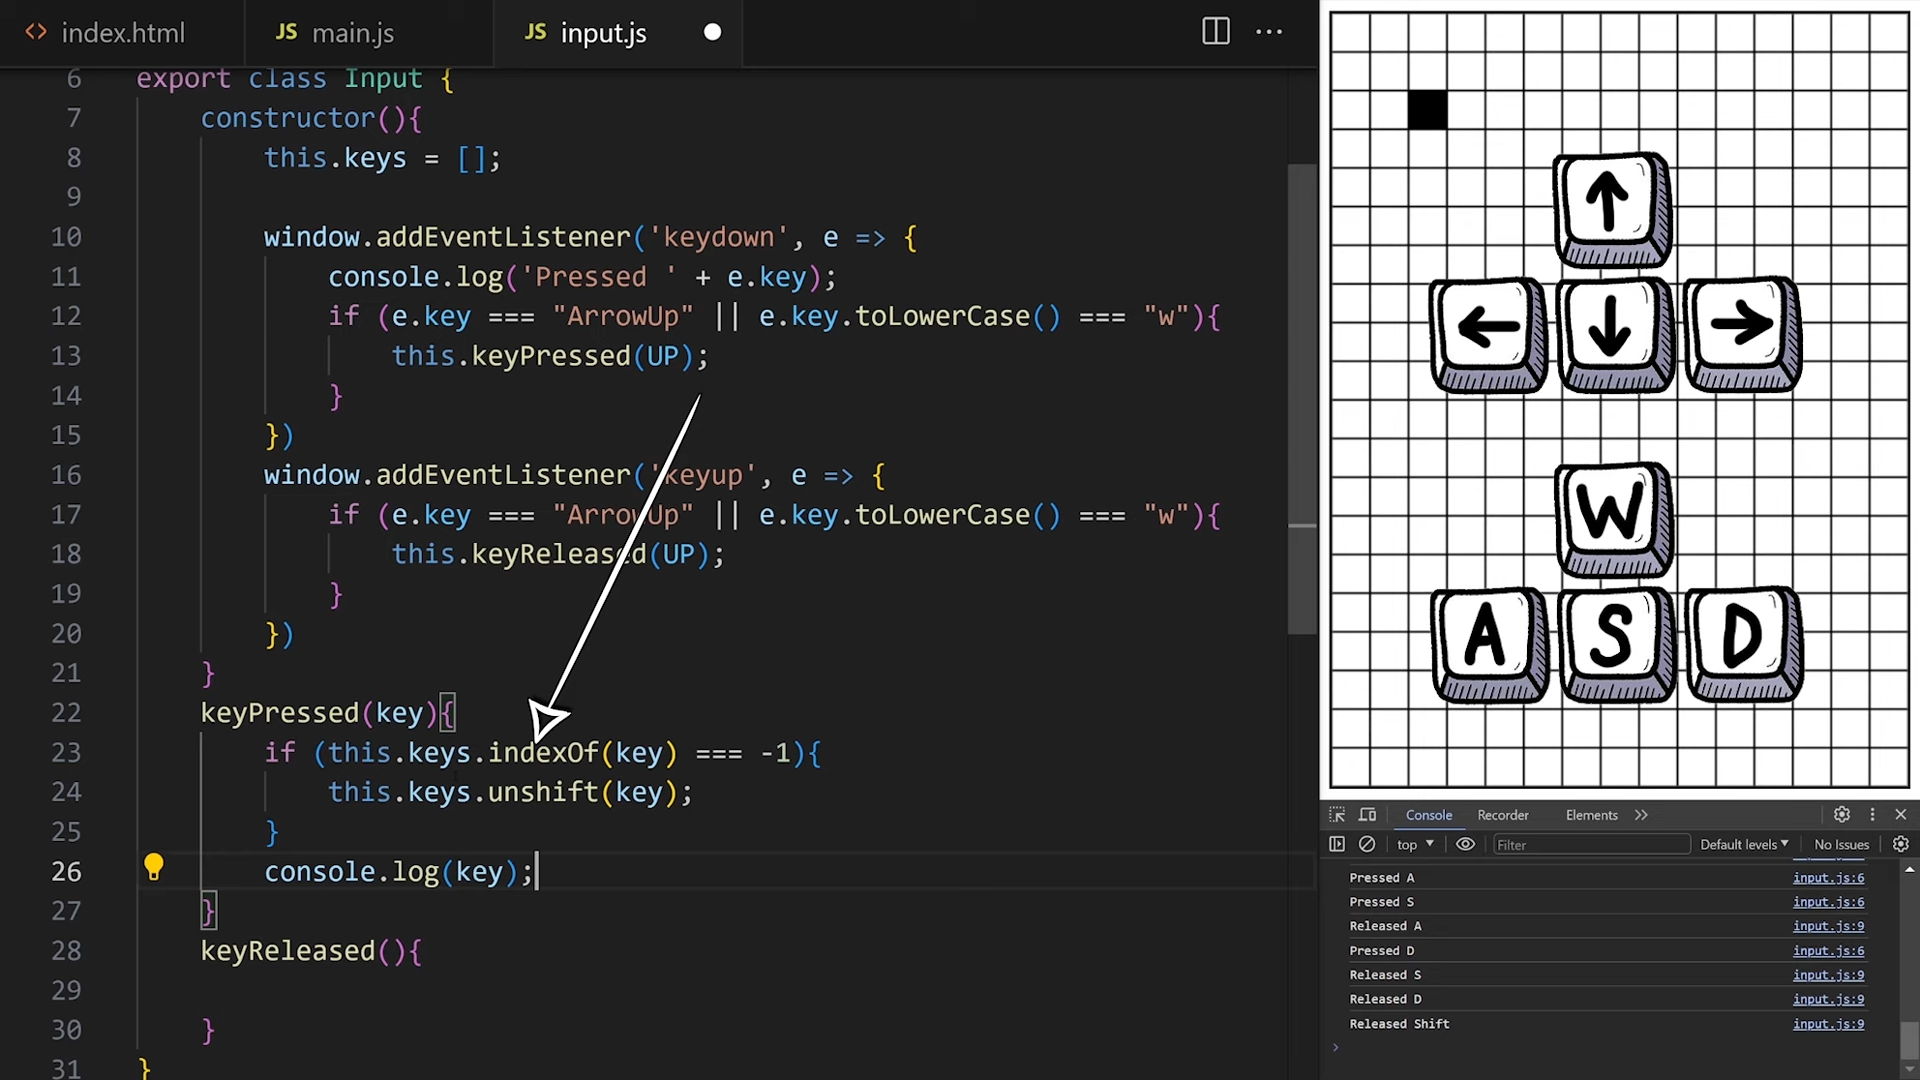 index.html
JS main.js
JS input.js
6 export class Input {
7 constructor(){
8 this.keys = [];
9
10 window.addEventListener('keydown', e => {
11 console.log('Pressed ' + e.key);
12 if (e.key === "ArrowUp" || e.key.toLowerCase() === "w"){
13 this.keyPressed(UP);
14 }
15 })
16 window.addEventListener('keyup', e => {
17 if (e.key === "ArrowUp" || e.key.toLowerCase() === "w"){
18 this.keyReleased(UP);
19 }
20 })
21 }
22 keyPressed(key){
23 if (this.keys.indexOf(key) === -1){
24 this.keys.unshift(key);
25 }
26 console.log(key);
27 }
28 keyReleased(){
29
30 }
31 }
W
A S D
Console Recorder Elements
top Filter Default levels No Issues
Pressed A input.js:6
Pressed S input.js:6
Released A input.js:9
Pressed D input.js:6
Released S input.js:9
Released D input.js:9
Released Shift input.js:9